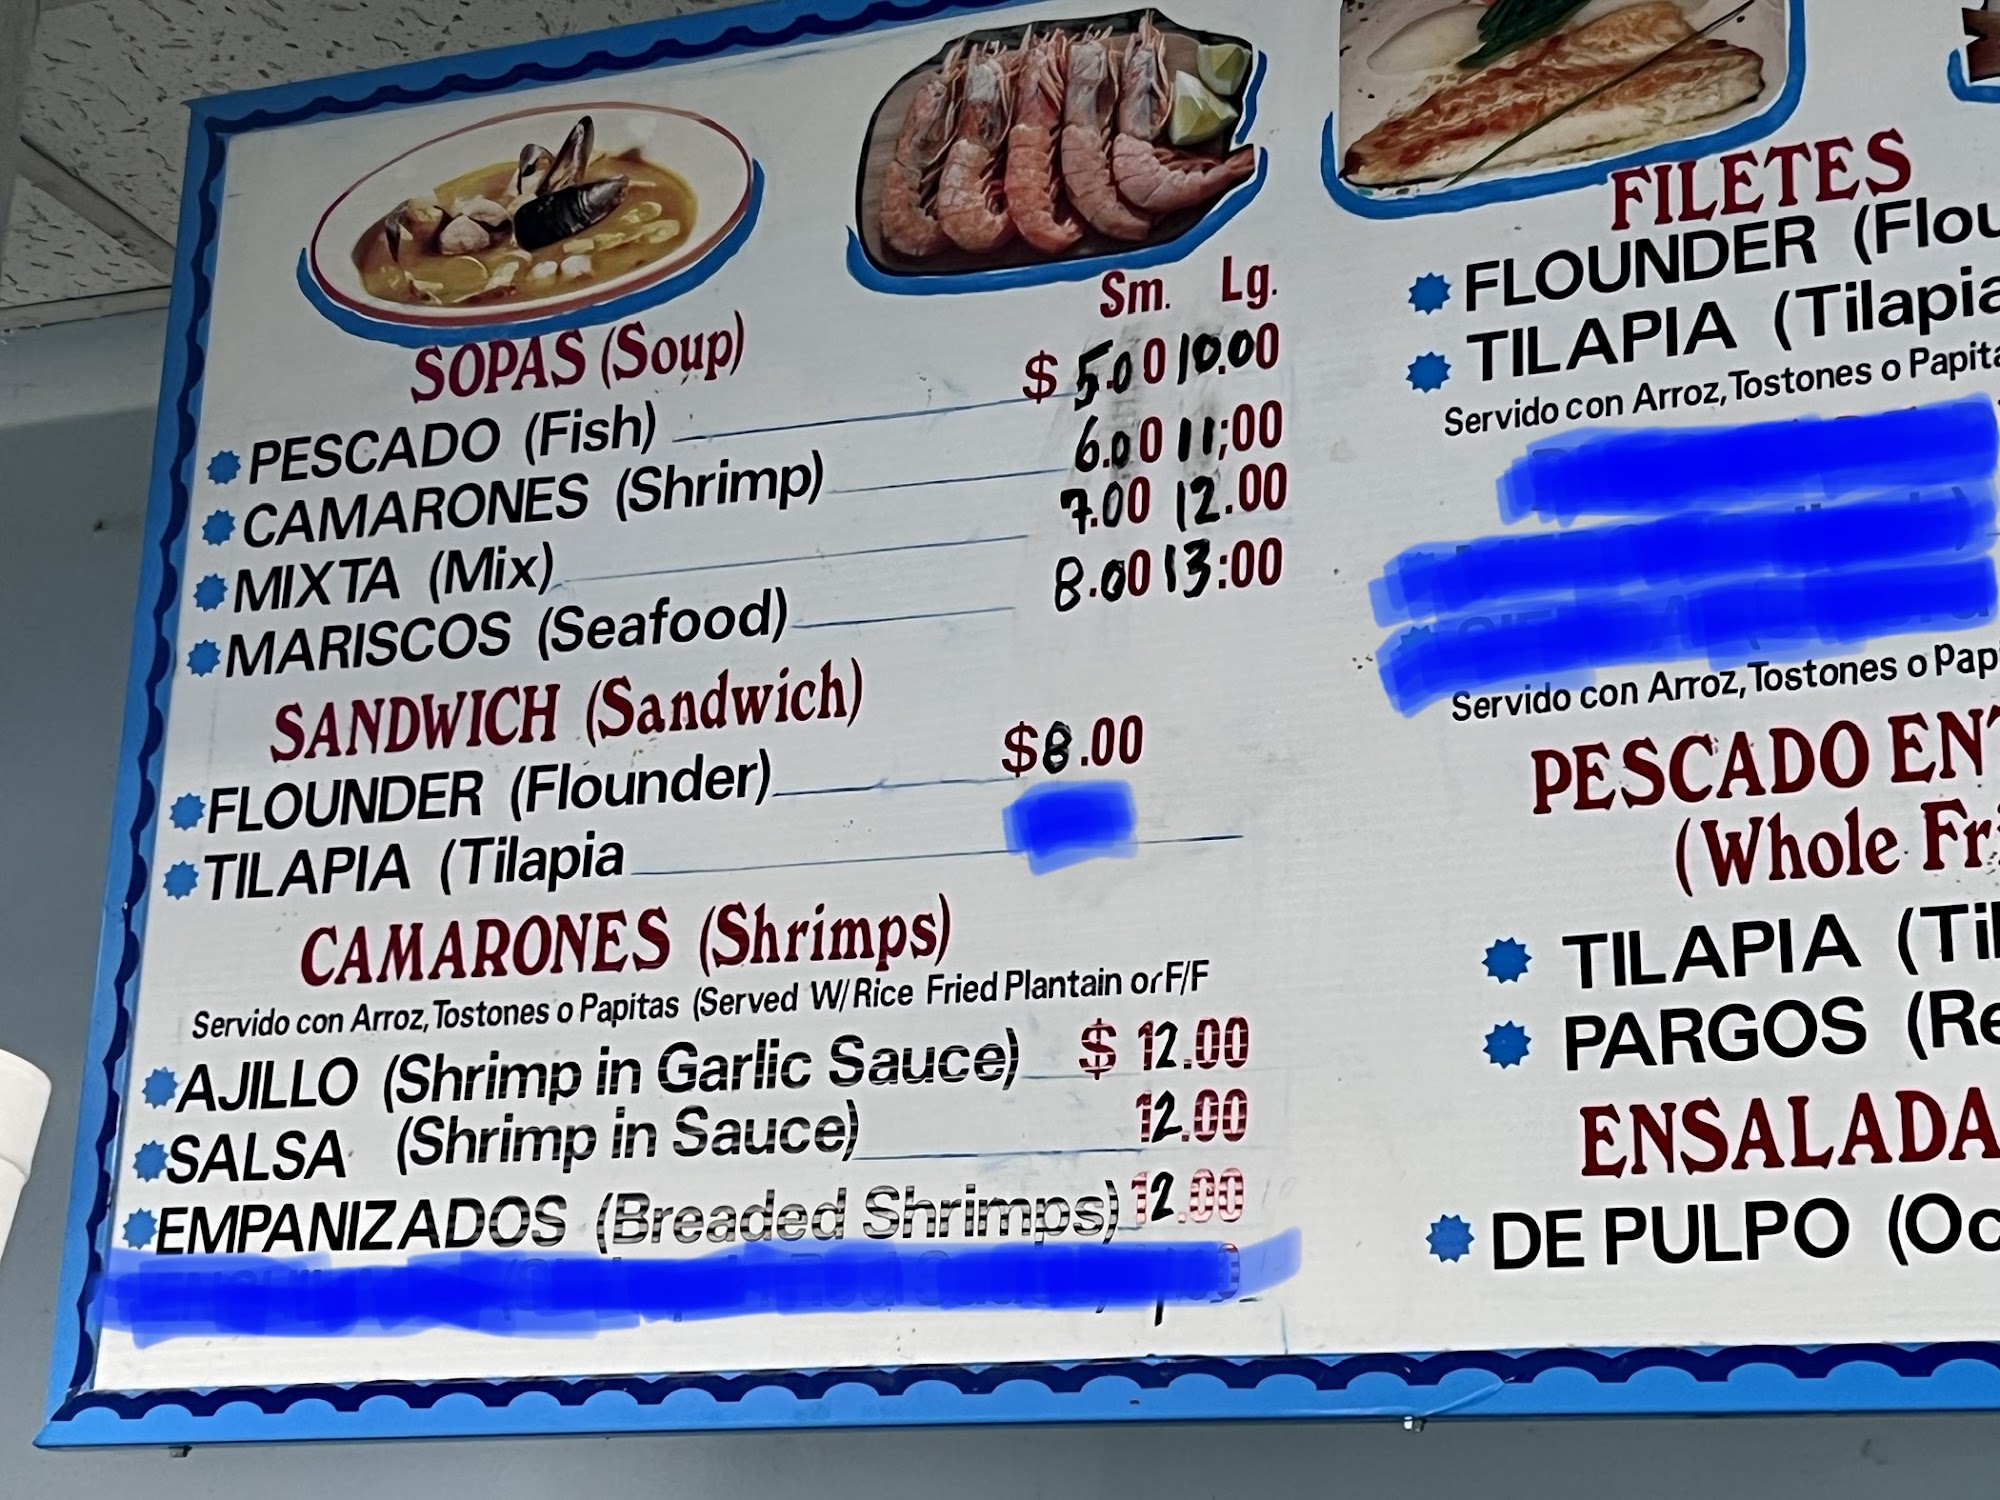 SOPAS (Soup)
Sm. Lg.
PESCADO (Fish) $ 5.00 10.00
CAMARONES (Shrimp) 6.00 11;00
MIXTA (Mix) 7.00 12.00
MARISCOS (Seafood) 8.00 13:00
SANDWICH (Sandwich)
FLOUNDER (Flounder) $8.00
TILAPIA (Tilapia
CAMARONES (Shrimps)
Servido con Arroz, Tostones o Papitas (Served W/Rice Fried Plantain or F/F
AJILLO (Shrimp in Garlic Sauce) $ 12.00
SALSA (Shrimp in Sauce) 12.00
EMPANIZADOS (Breaded Shrimps) 12.00
FILETES
FLOUNDER (Flou
TILAPIA (Tilapia
Servido con Arroz, Tostones o Papita
Servido con Arroz, Tostones o Pap
PESCADO ENT
(Whole Fri
TILAPIA (Til
PARGOS (Re
ENSALADA
DE PULPO (Oc